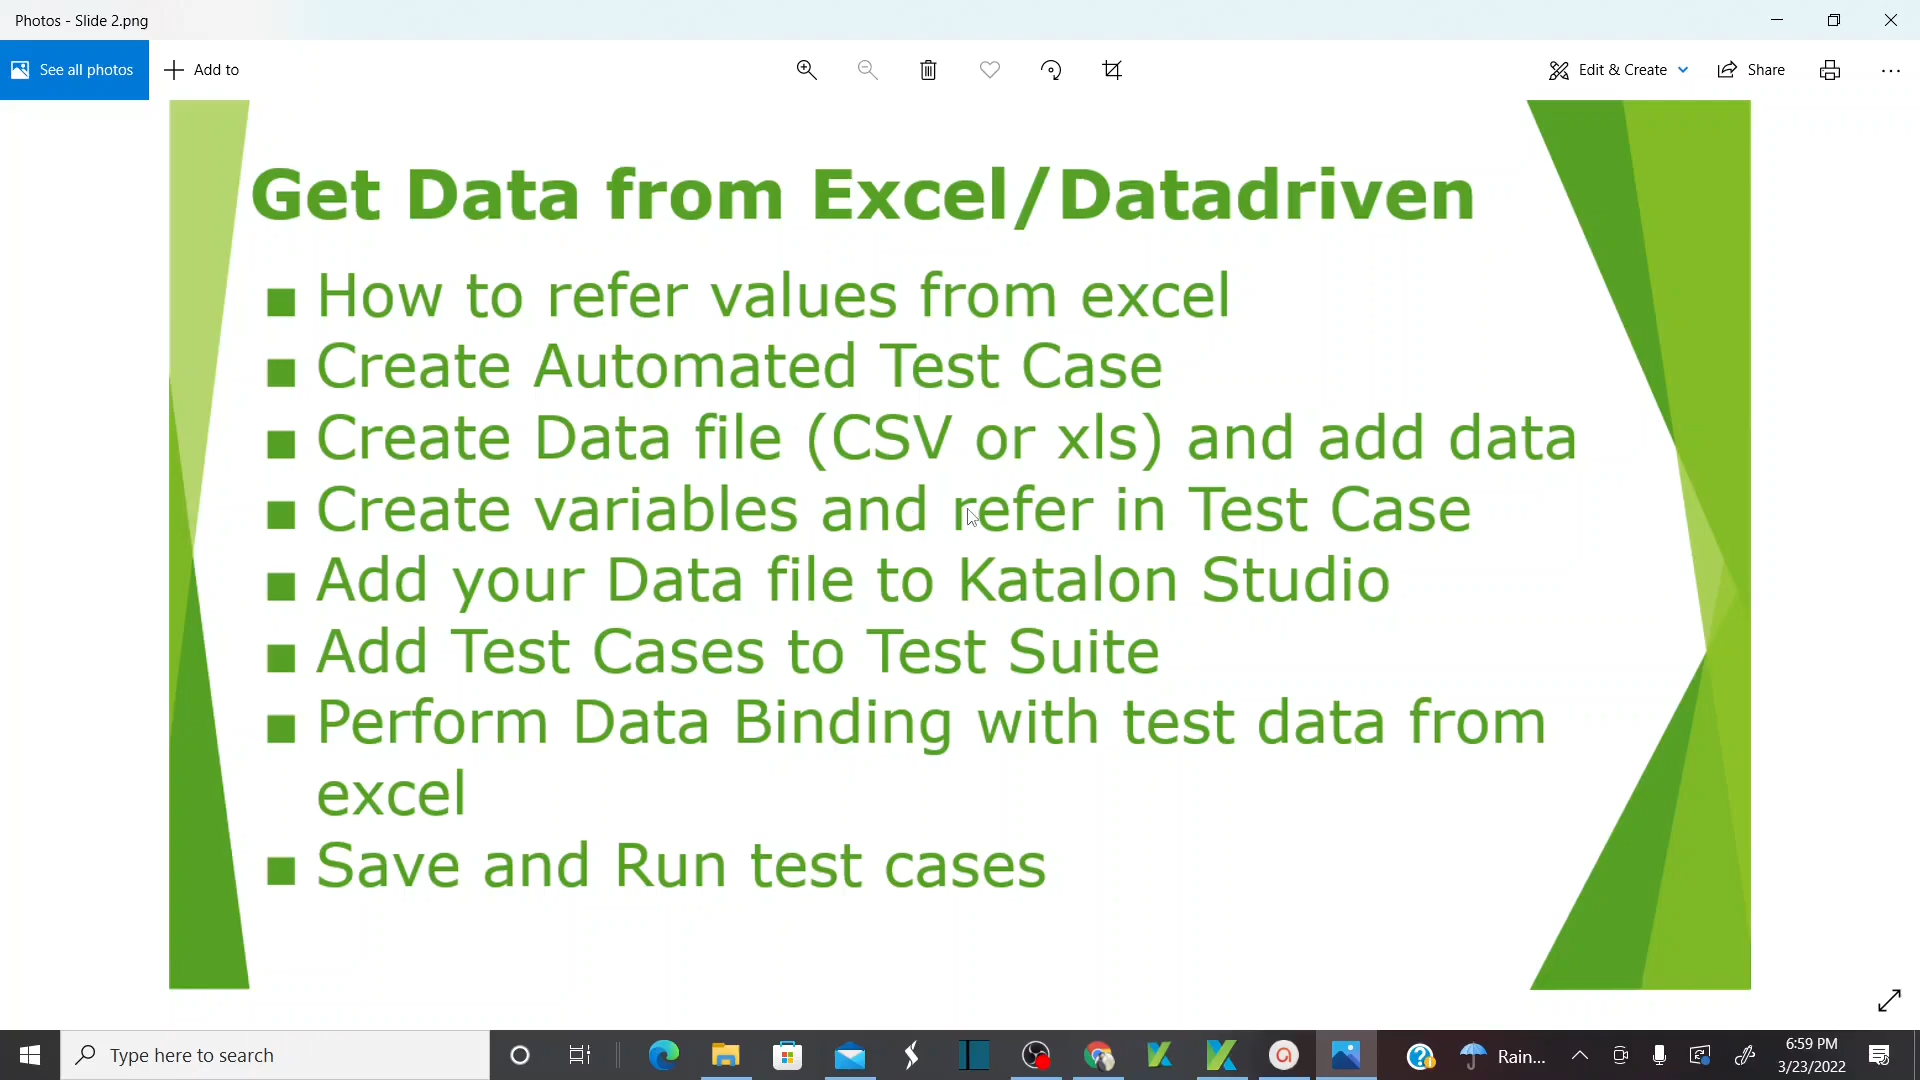 Photos - Slide 2.png
See all photos
Add to
Edit & Create
Share
Get Data from Excel/Datadriven
■ How to refer values from excel
■ Create Automated Test Case
■ Create Data file (CSV or xls) and add data
■ Create variables and refer in Test Case
■ Add your Data file to Katalon Studio
■ Add Test Cases to Test Suite
■ Perform Data Binding with test data from
excel
■ Save and Run test cases
Type here to search
Rain...
6:59 PM
3/23/2022